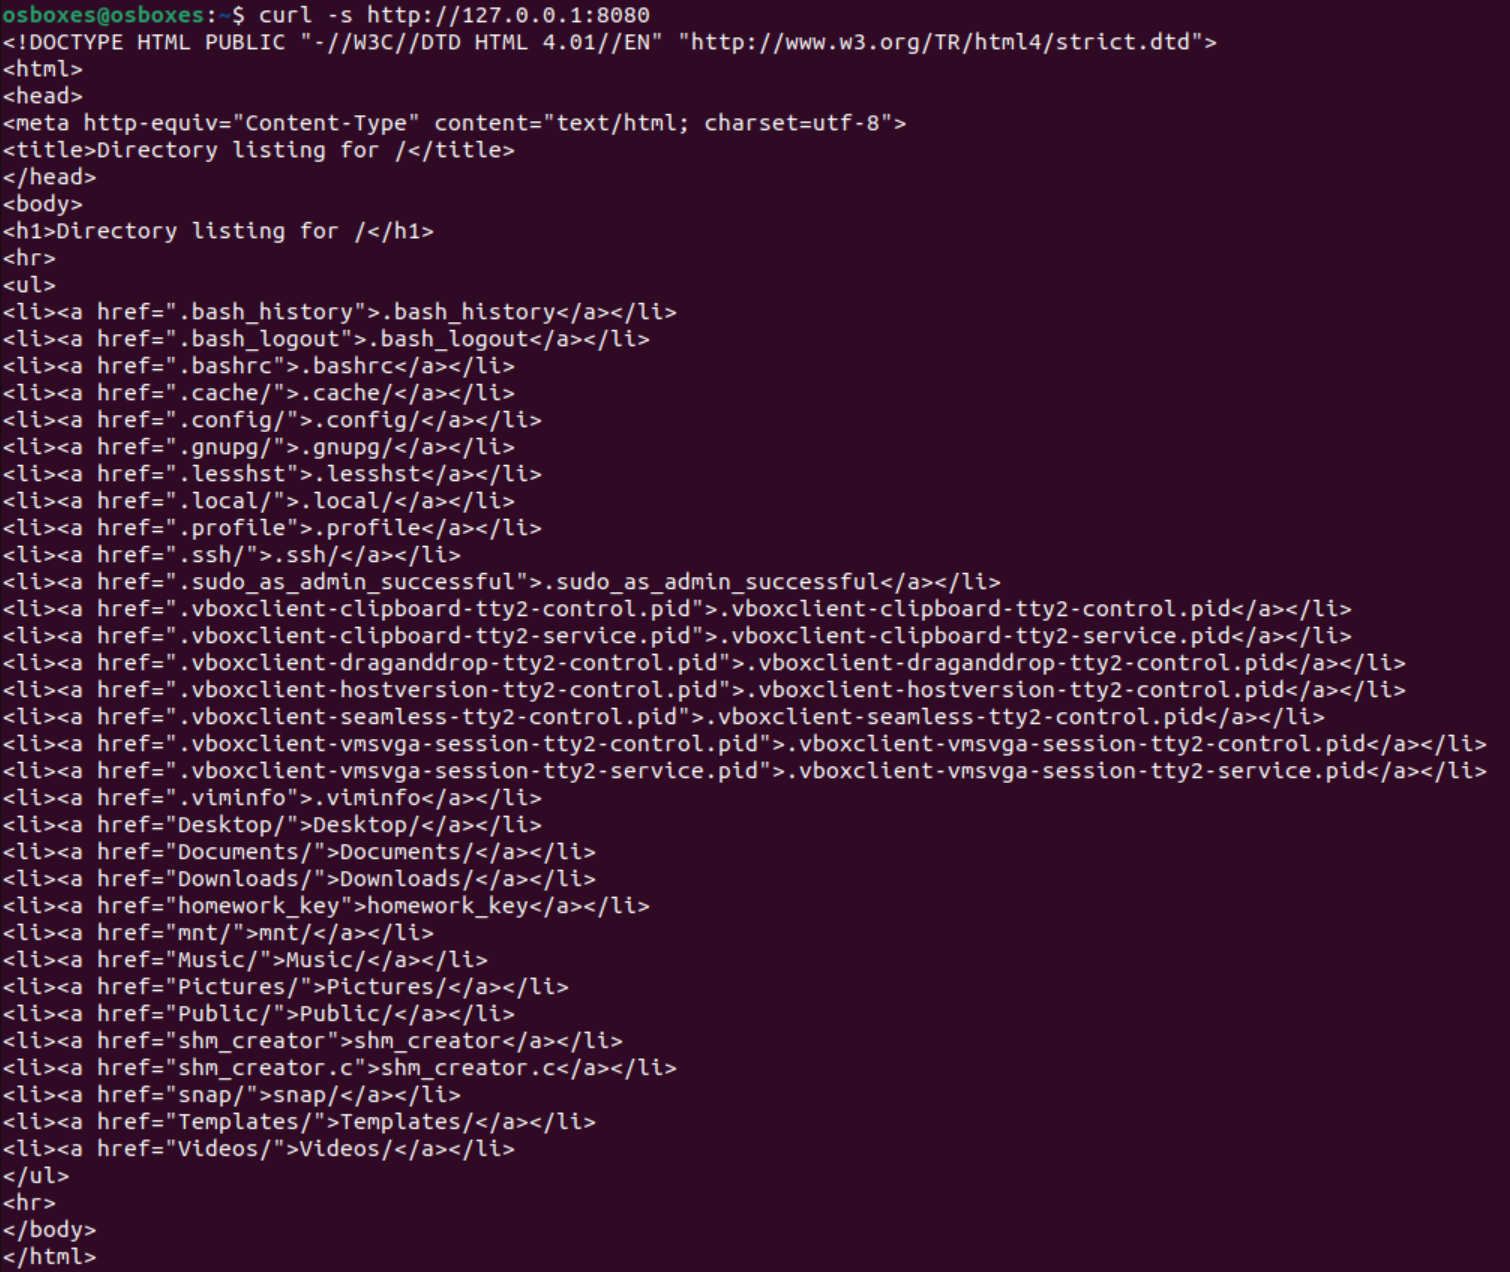 osboxes@osboxes:~$ curl -s http://127.0.0.1:8080
<!DOCTYPE HTML PUBLIC "-//W3C//DTD HTML 4.01//EN" "http://www.w3.org/TR/html4/strict.dtd">
<html>
<head>
<meta http-equiv="Content-Type" content="text/html; charset=utf-8">
<title>Directory listing for /</title>
</head>
<body>
<h1>Directory listing for /</h1>
<hr>
<ul>
<li><a href=".bash_history">.bash_history</a></li>
<li><a href=".bash_logout">.bash_logout</a></li>
<li><a href=".bashrc">.bashrc</a></li>
<li><a href=".cache/">.cache/</a></li>
<li><a href=".config/">.config/</a></li>
<li><a href=".gnupg/">.gnupg/</a></li>
<li><a href=".lesshst">.lesshst</a></li>
<li><a href=".local/">.local/</a></li>
<li><a href=".profile">.profile</a></li>
<li><a href=".ssh/">.ssh/</a></li>
<li><a href=".sudo_as_admin_successful">.sudo_as_admin_successful</a></li>
<li><a href=".vboxclient-clipboard-tty2-control.pid">.vboxclient-clipboard-tty2-control.pid</a></li>
<li><a href=".vboxclient-clipboard-tty2-service.pid">.vboxclient-clipboard-tty2-service.pid</a></li>
<li><a href=".vboxclient-draganddrop-tty2-control.pid">.vboxclient-draganddrop-tty2-control.pid</a></li>
<li><a href=".vboxclient-hostversion-tty2-control.pid">.vboxclient-hostversion-tty2-control.pid</a></li>
<li><a href=".vboxclient-seamless-tty2-control.pid">.vboxclient-seamless-tty2-control.pid</a></li>
<li><a href=".vboxclient-vmsvga-session-tty2-control.pid">.vboxclient-vmsvga-session-tty2-control.pid</a></li>
<li><a href=".vboxclient-vmsvga-session-tty2-service.pid">.vboxclient-vmsvga-session-tty2-service.pid</a></li>
<li><a href=".viminfo">.viminfo</a></li>
<li><a href="Desktop/">Desktop/</a></li>
<li><a href="Documents/">Documents/</a></li>
<li><a href="Downloads/">Downloads/</a></li>
<li><a href="homework_key">homework_key</a></li>
<li><a href="mnt/">mnt/</a></li>
<li><a href="Music/">Music/</a></li>
<li><a href="Pictures/">Pictures/</a></li>
<li><a href="Public/">Public/</a></li>
<li><a href="shm_creator">shm_creator</a></li>
<li><a href="shm_creator.c">shm_creator.c</a></li>
<li><a href="snap/">snap/</a></li>
<li><a href="Templates/">Templates/</a></li>
<li><a href="Videos/">Videos/</a></li>
</ul>
<hr>
</body>
</html>